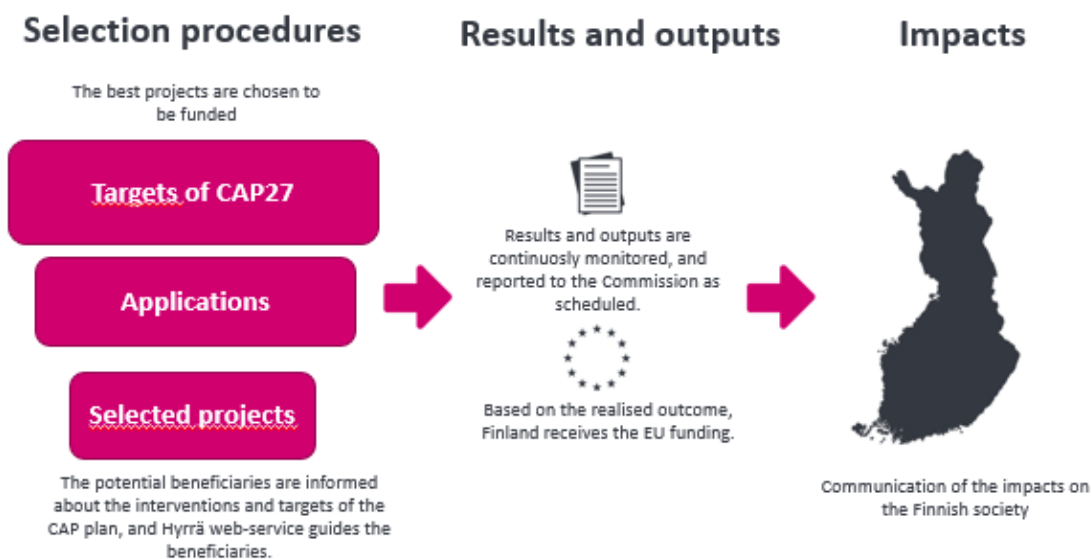 Selection procedures
The best projects are chosen to
be funded
Targets of CAP27
Applications
Selected projects
The potential beneficiaries are informed
about the interventions and targets of the
CAP plan, and Hyrrä web-service guides the
beneficiaries.
Results and outputs
Results and outputs are
continuosly monitored, and
reported to the Commission as
scheduled.
Based on the realised outcome,
Finland receives the EU funding.
Impacts
Communication of the impacts on
the Finnish society